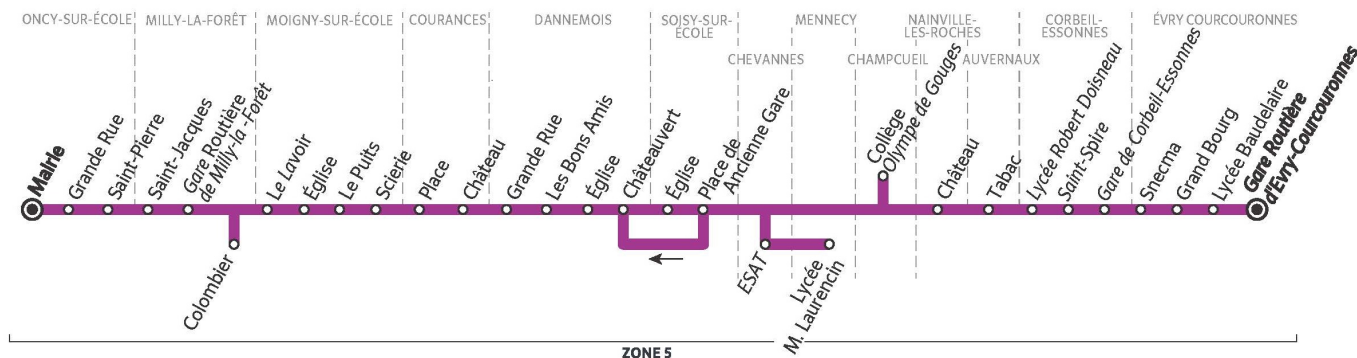 ONCY-SUR-ÉCOLE
MILLY-LA-FORÊT
MOIGNY-SUR-ÉCOLE
COURANCES
DANNEMOIS
SOISY-SUR-
ÉCOLE
CHEVANNES
MENNECY
CHAMPCUEIL
NAINVILLE-
LES-ROCHES
AUVERNAUX
CORBEIL-
ESSONNES
ÉVRY COURCOURONNES
Mairie
Grande Rue
Saint-Pierre
Saint-Jacques
Gare Routière
de Milly-la -Forêt
Colombier
Le Lavoir
Église
Le Puits
Scierie
Place
Château
Grande Rue
Les Bons Amis
Église
Châteauvert
Église
Place de
Ancienne Gare
ESAT
Lycée
M. Laurencin
Collège
Olympe de Gouges
Château
Tabac
Lycée Robert Doisneau
Saint-Spire
Gare de Corbeil-Essonnes
Snecma
Grand Bourg
Lycée Baudelaire
Gare Routière
d'Evry-Courcouronnes
ZONE 5